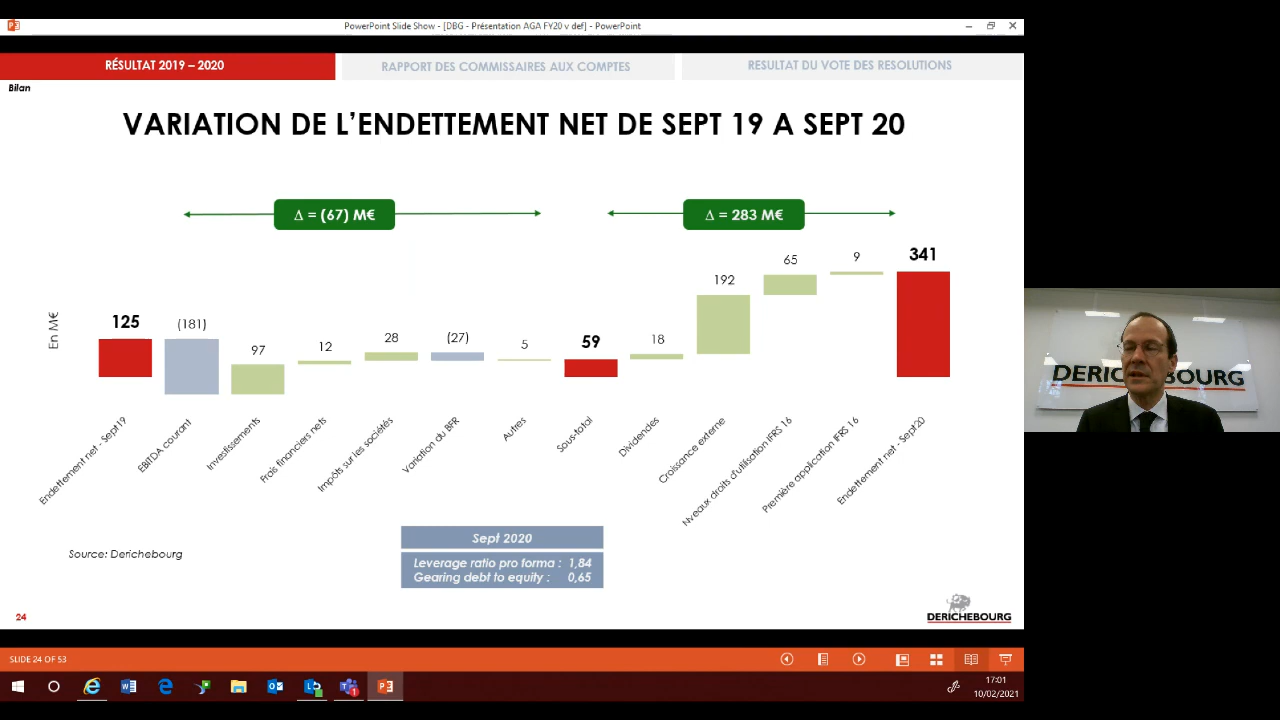 PowerPoint Slide Show - [DBG - Présentation AGA FY20 v def] - PowerPoint
RÉSULTAT 2019 – 2020
RAPPORT DES COMMISSAIRES AUX COMPTES
RESULTAT DU VOTE DES RESOLUTIONS
Bilan
VARIATION DE L’ENDETTEMENT NET DE SEPT 19 A SEPT 20
Δ = (67) M€
Δ = 283 M€
En M€
125
(181)
97
12
28
(27)
5
59
18
192
65
9
341
Endettement net - Sept19
EBITDA courant
Investissements
Frais financiers nets
Impôts sur les sociétés
Variation du BFR
Autres
Sous-total
Dividendes
Croissance externe
Nveaux droits d'utilisation IFRS 16
Première application IFRS 16
Endettement net - Sept20
Sept 2020
Leverage ratio pro forma : 1,84
Gearing debt to equity : 0,65
Source: Derichebourg
24
DERICHEBOURG
DERIC BOURG
SLIDE 24 OF 53
17:01
10/02/2021